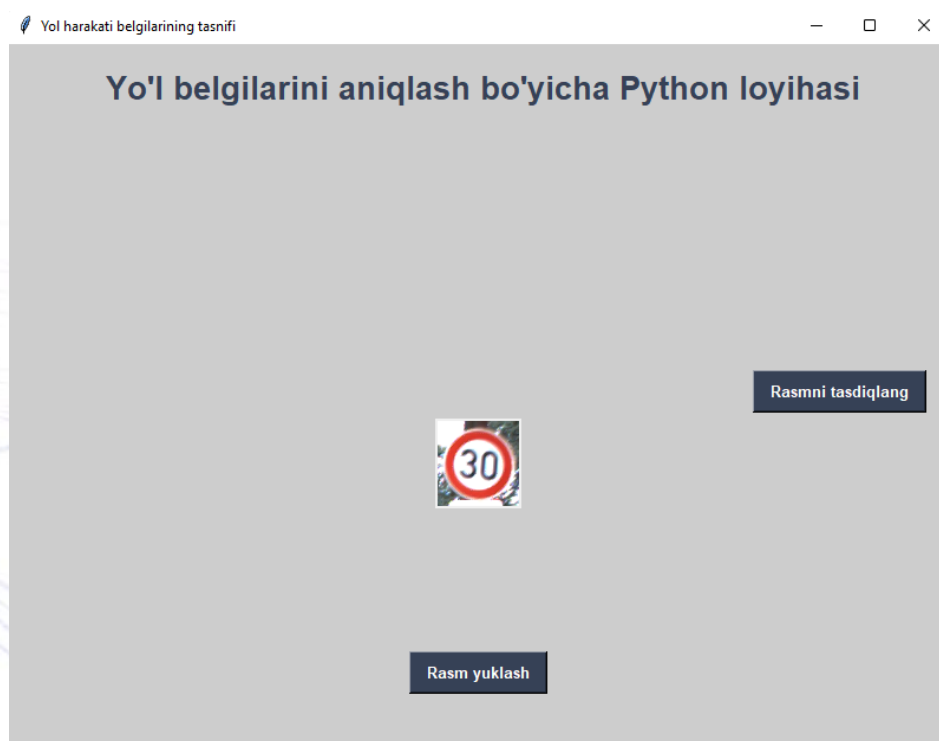 Yol harakati belgilarining tasnifi
Yo'l belgilarini aniqlash bo'yicha Python loyihasi
Rasmni tasdiqlang
30
Rasm yuklash